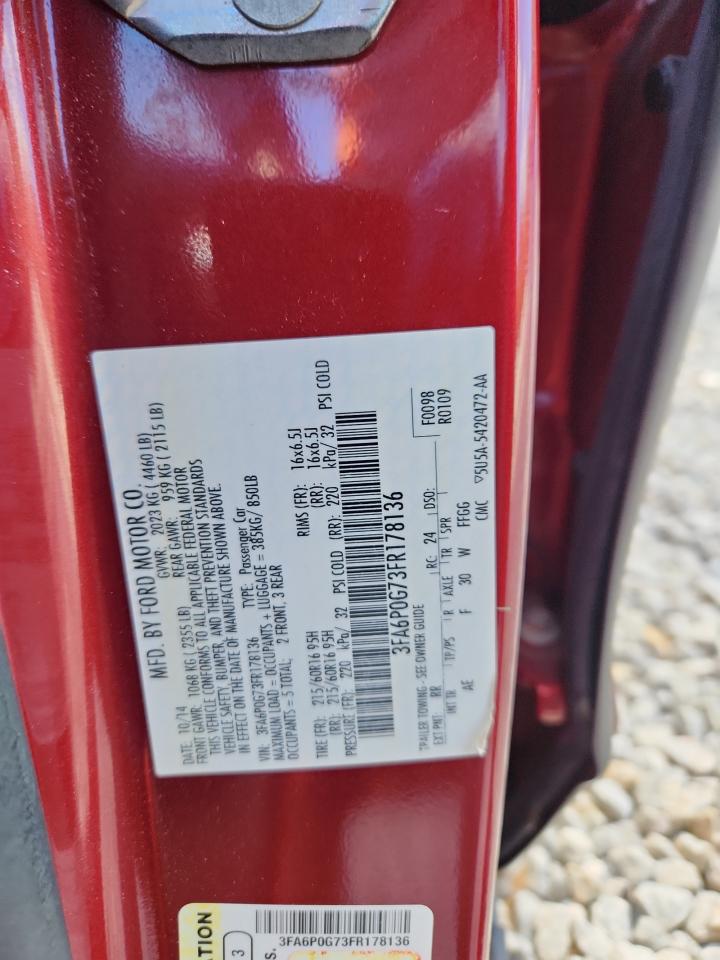 MFD. BY FORD MOTOR CO.
DATE: 10/14 GVWR: 2023 KG ( 4460 LB)
FRONT GAWR: 1068 KG ( 2355 LB) REAR GAWR: 959 KG ( 2115 LB)
THIS VEHICLE CONFORMS TO ALL APPLICABLE FEDERAL MOTOR
VEHICLE SAFETY, BUMPER, AND THEFT PREVENTION STANDARDS
IN EFFECT ON THE DATE OF MANUFACTURE SHOWN ABOVE.
VIN: 3FA6P0G73FR178136 TYPE: Passenger Car
MAXIMUM LOAD = OCCUPANTS + LUGGAGE = 385KG/ 850LB
OCCUPANTS = 5 TOTAL: 2 FRONT, 3 REAR
TIRE (FR): 215/60R16 95H RIMS (FR): 16x6.5J
(RR): 215/60R16 95H (RR): 16x6.5J
PRESSURE (FR): 220 kPa/ 32 PSI COLD (RR): 220 kPa/ 32 PSI COLD
3FA6P0G73FR178136
TRAILER TOWING - SEE OWNER GUIDE F0098
EXT PNT: RR RC: 24 DSO: R0109
INT TR TP/PS R AXLE TR SPR
AE F 30 W FFGG
CMC ▽5U5A-5420472-AA
ATION
3
S.
3FA6P0G73FR178136